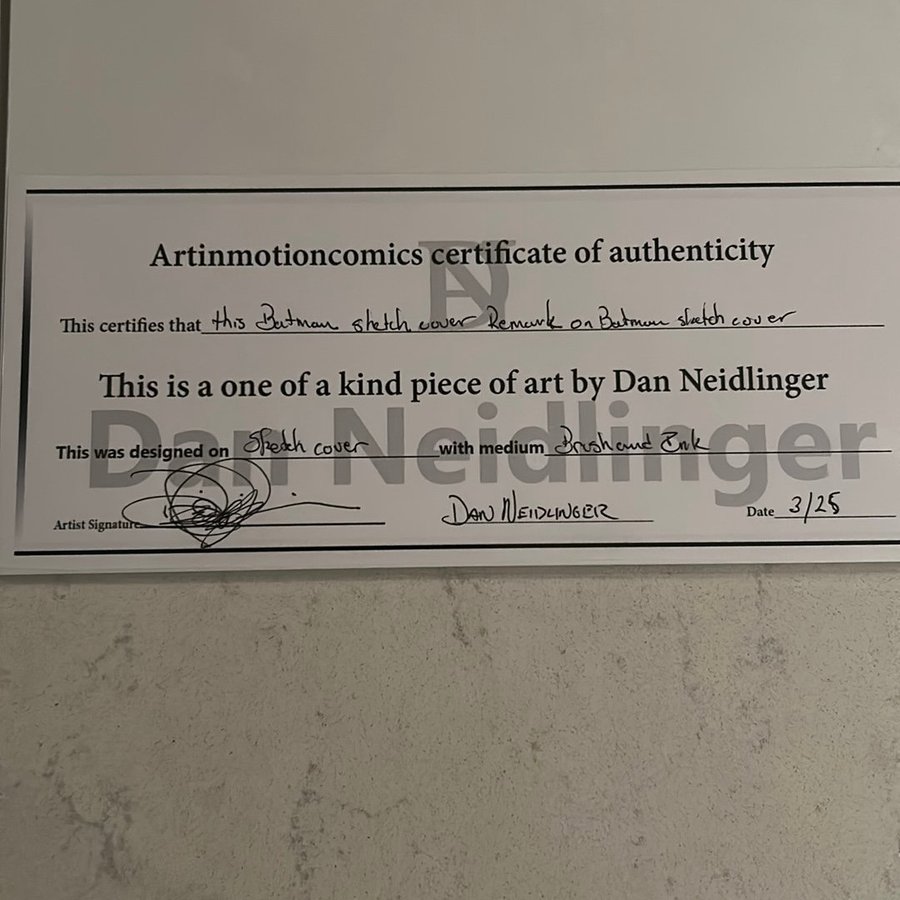 Artinmotioncomics certificate of authenticity
This certifies that this Batman sketch cover Remark on Batman sketch cover
This is a one of a kind piece of art by Dan Neidlinger
Dan Neidlinger
This was designed on Sketch cover with medium Brush and Ink
Artist Signature DAN NEIDLINGER Date 3/25